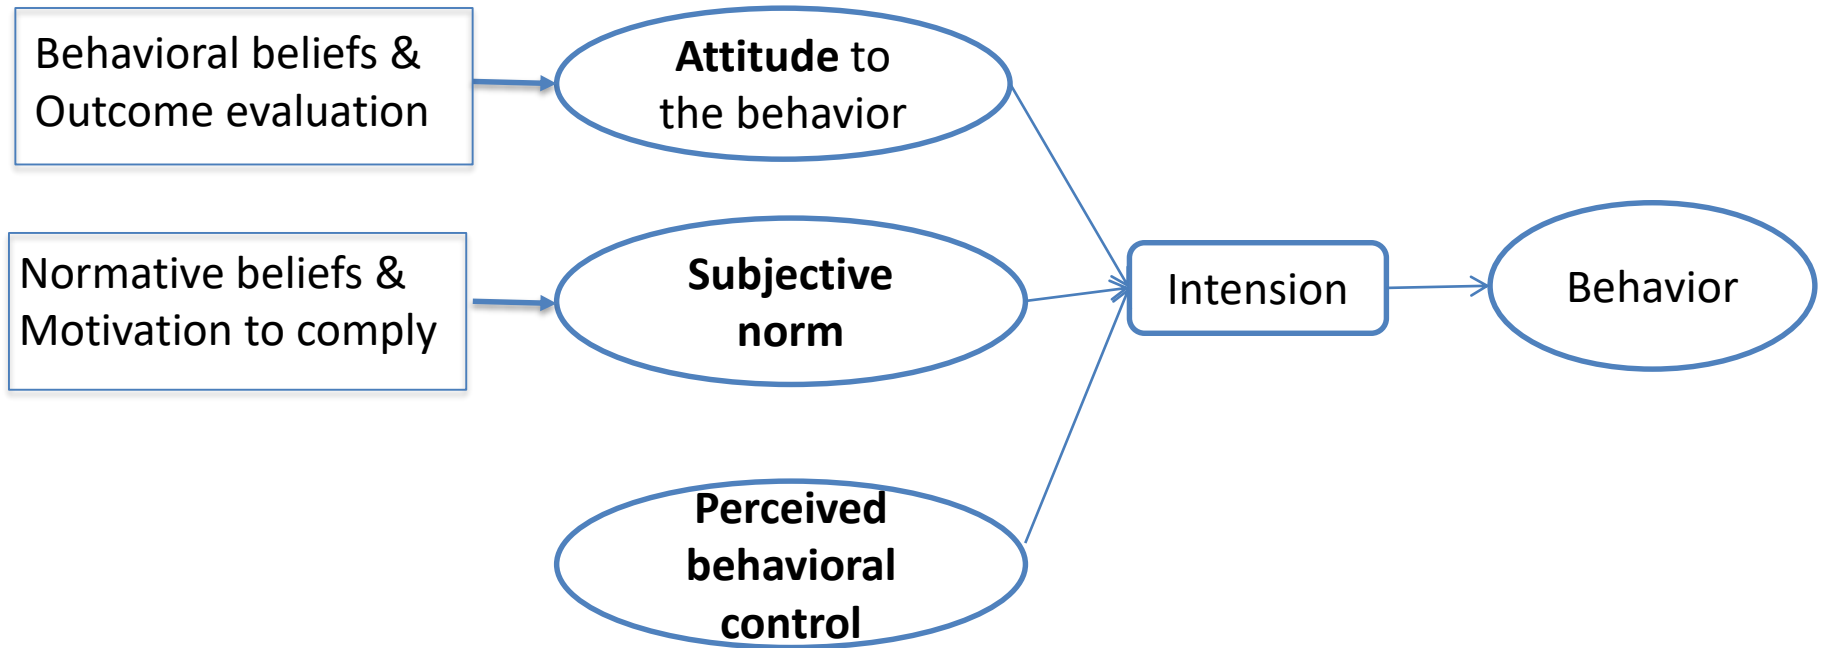 Behavioral beliefs &
Outcome evaluation
Attitude to
the behavior
Normative beliefs &
Motivation to comply
Subjective
norm
Intension
Behavior
Perceived
behavioral
control